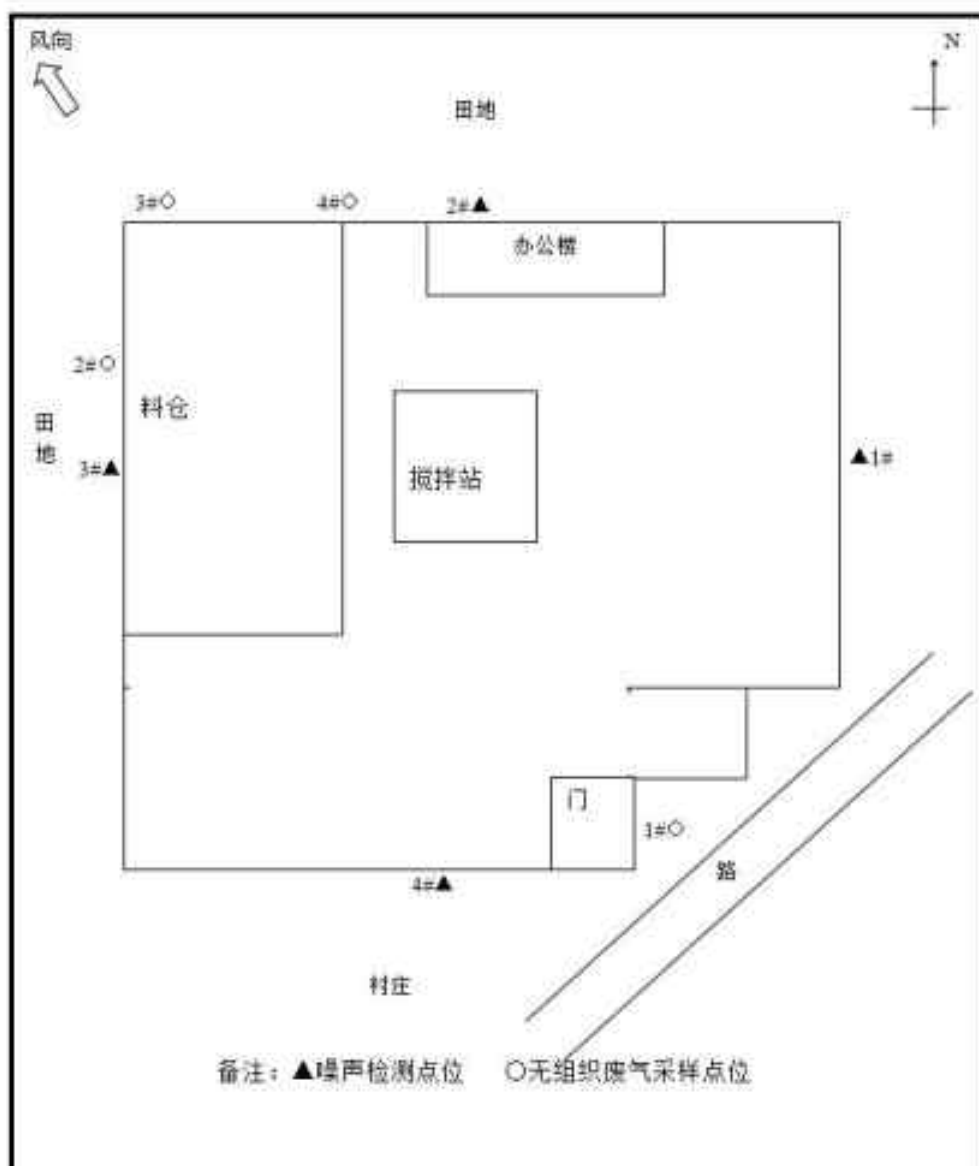 风向
N
田地
3#○
4#○
2#▲
办公楼
2#○
料仓
田地
3#▲
搅拌站
▲1#
门
1#○
路
4#▲
村庄
备注：▲噪声检测点位 ○无组织废气采样点位